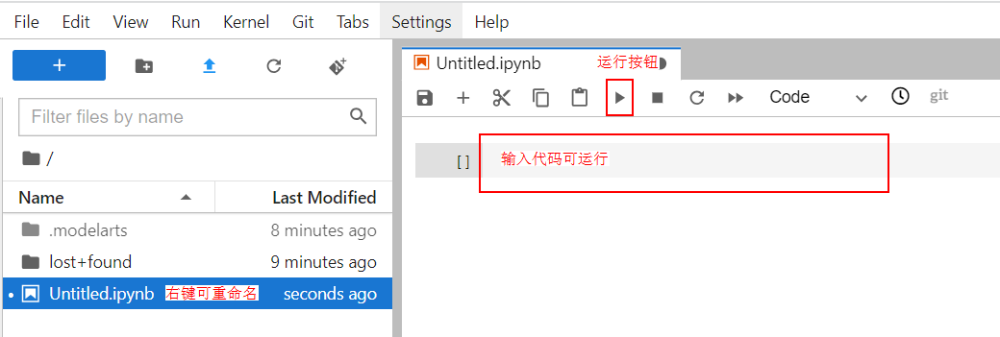 File Edit View Run Kernel Git Tabs Settings Help
+
Filter files by name
/
Name Last Modified
.modelarts 8 minutes ago
lost+found 9 minutes ago
Untitled.ipynb 右键可重命名 seconds ago
Untitled.ipynb 运行按钮
Code git
[ ] 输入代码可运行